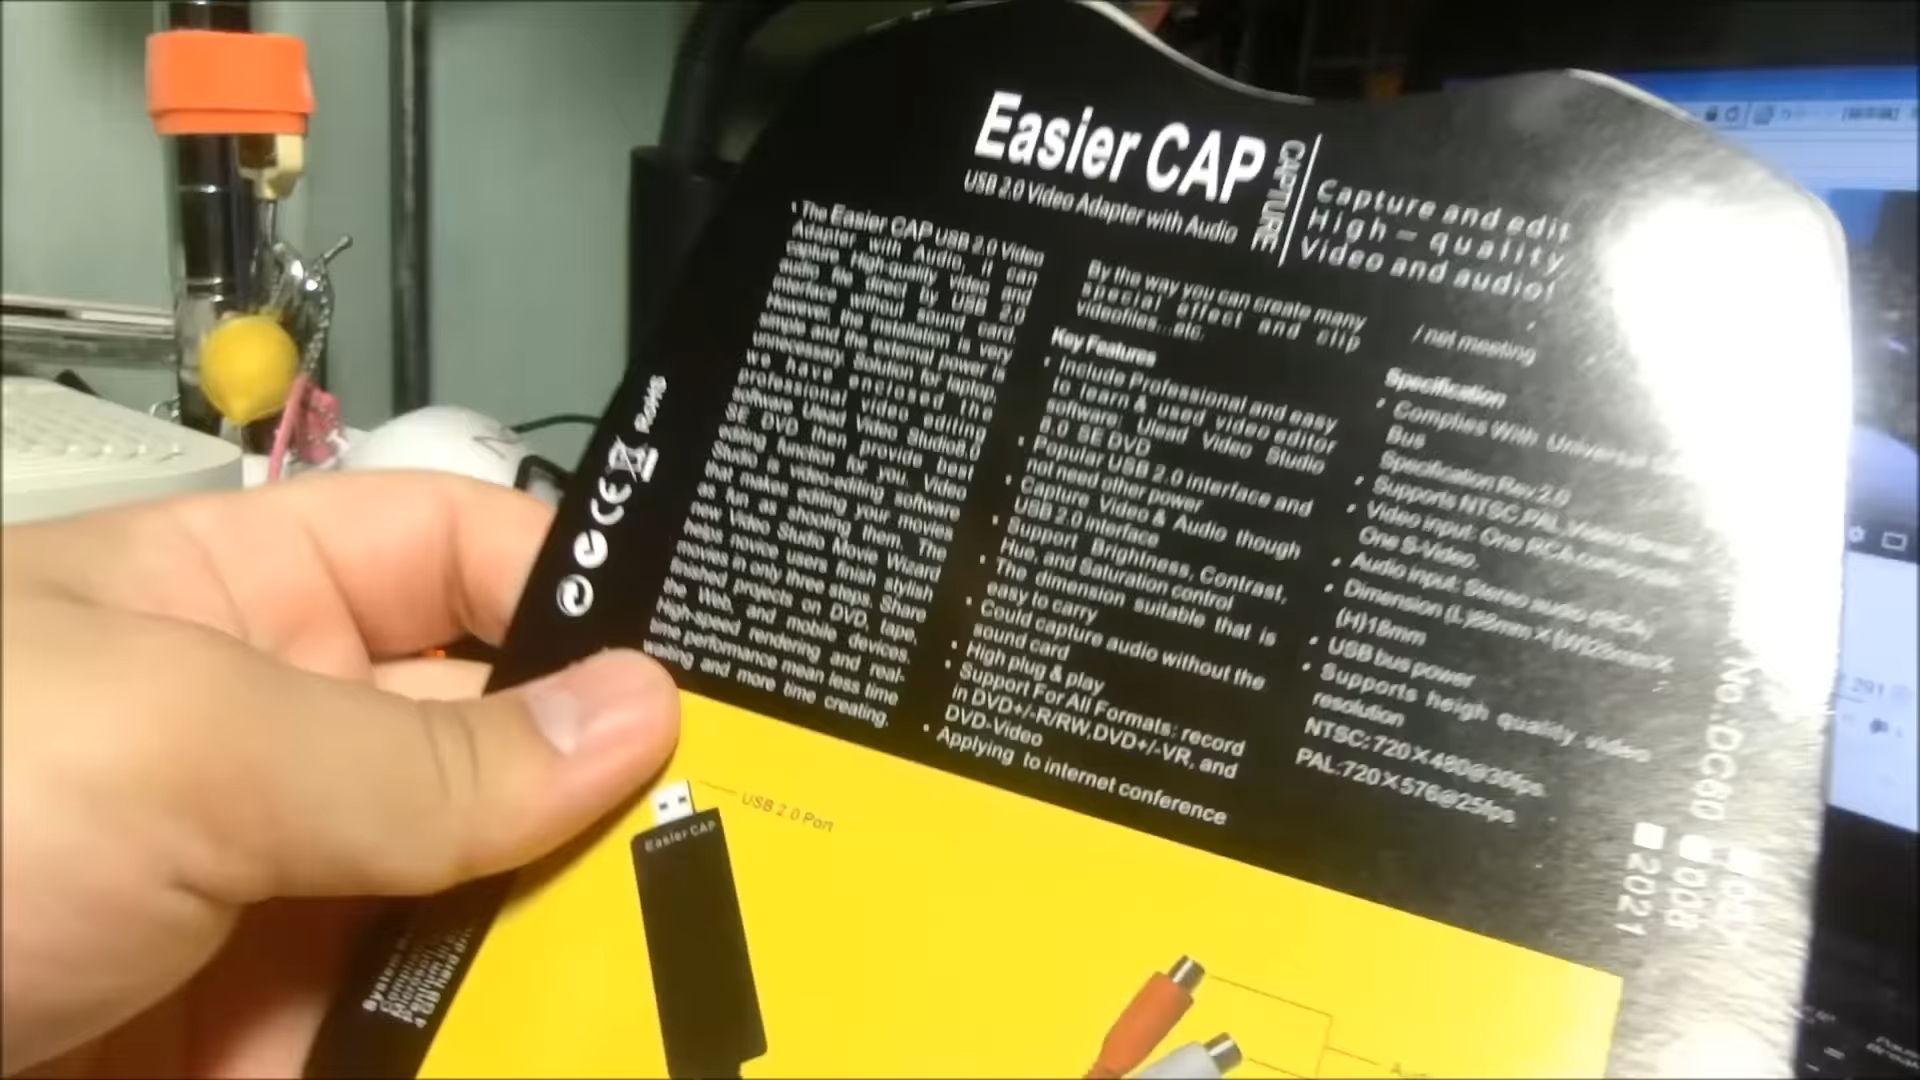 Easier CAP
CAPTURE
USB 2.0 Video Adapter with Audio
Capture and edit
High - quality
Video and audio!
The Easier CAP USB 2.0 Video
Adapter with Audio, it can
capture High-quality video and
audio file direct by USB 2.0
interface without sound card
However, the installation is very
simple and the external power is
unnecessary Solution for laptop
we have enclosed the
professional video editing
software, Ulead Video Studio8.0
SE DVD then provide best
editing function for you. Video
Studio is video-editing software
that makes editing your movies
as fun as shooting them. The
new Video Studio Movie Wizard
helps novice users finish stylish
movies in only three steps. Share
finished projects on DVD, tape,
the Web, and mobile devices.
High-speed rendering and real-
time performance mean less time
waiting and more time creating.
By the way you can create many
special effect and clip
videofiles...etc.
Key Features
• Include Professional and easy
to learn & used video editor
software: Ulead Video Studio
8.0 SE DVD
• Popular USB 2.0 interface and
not need other power
• Capture Video & Audio though
USB 2.0 interface
• Support Brightness, Contrast,
Hue, and Saturation control
• The dimension suitable that is
easy to carry
• Could capture audio without the
sound card
• High plug & play
• Support For All Formats: record
in DVD+/-R/RW,DVD+/-VR, and
DVD-Video
• Applying to internet conference
/ not meeting
Specification
• Complies With Universal
Bus
Specification Rev 2.0
• Supports NTSC,PAL,Video format
• Video input: One RCA composite
One S-Video,
• Audio input: Stereo audio (RCA)
• Dimension (L)88mm×(W)28mm×
(H)18mm
• USB bus power
• Supports heigh quality video
resolution
NTSC: 720×480@30fps
PAL:720×576@25fps
No.:DC60
008
2021
RoHS
CE
USB 2.0 Port
Easier CAP
System
291